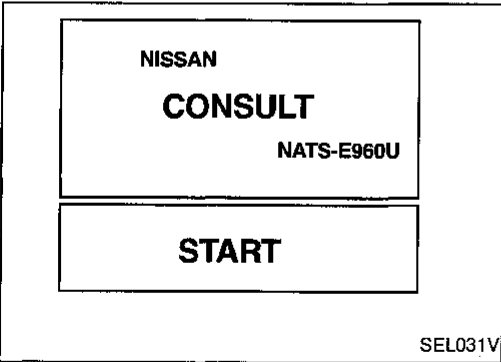 NISSAN
CONSULT
NATS-E960U
START
SEL031V